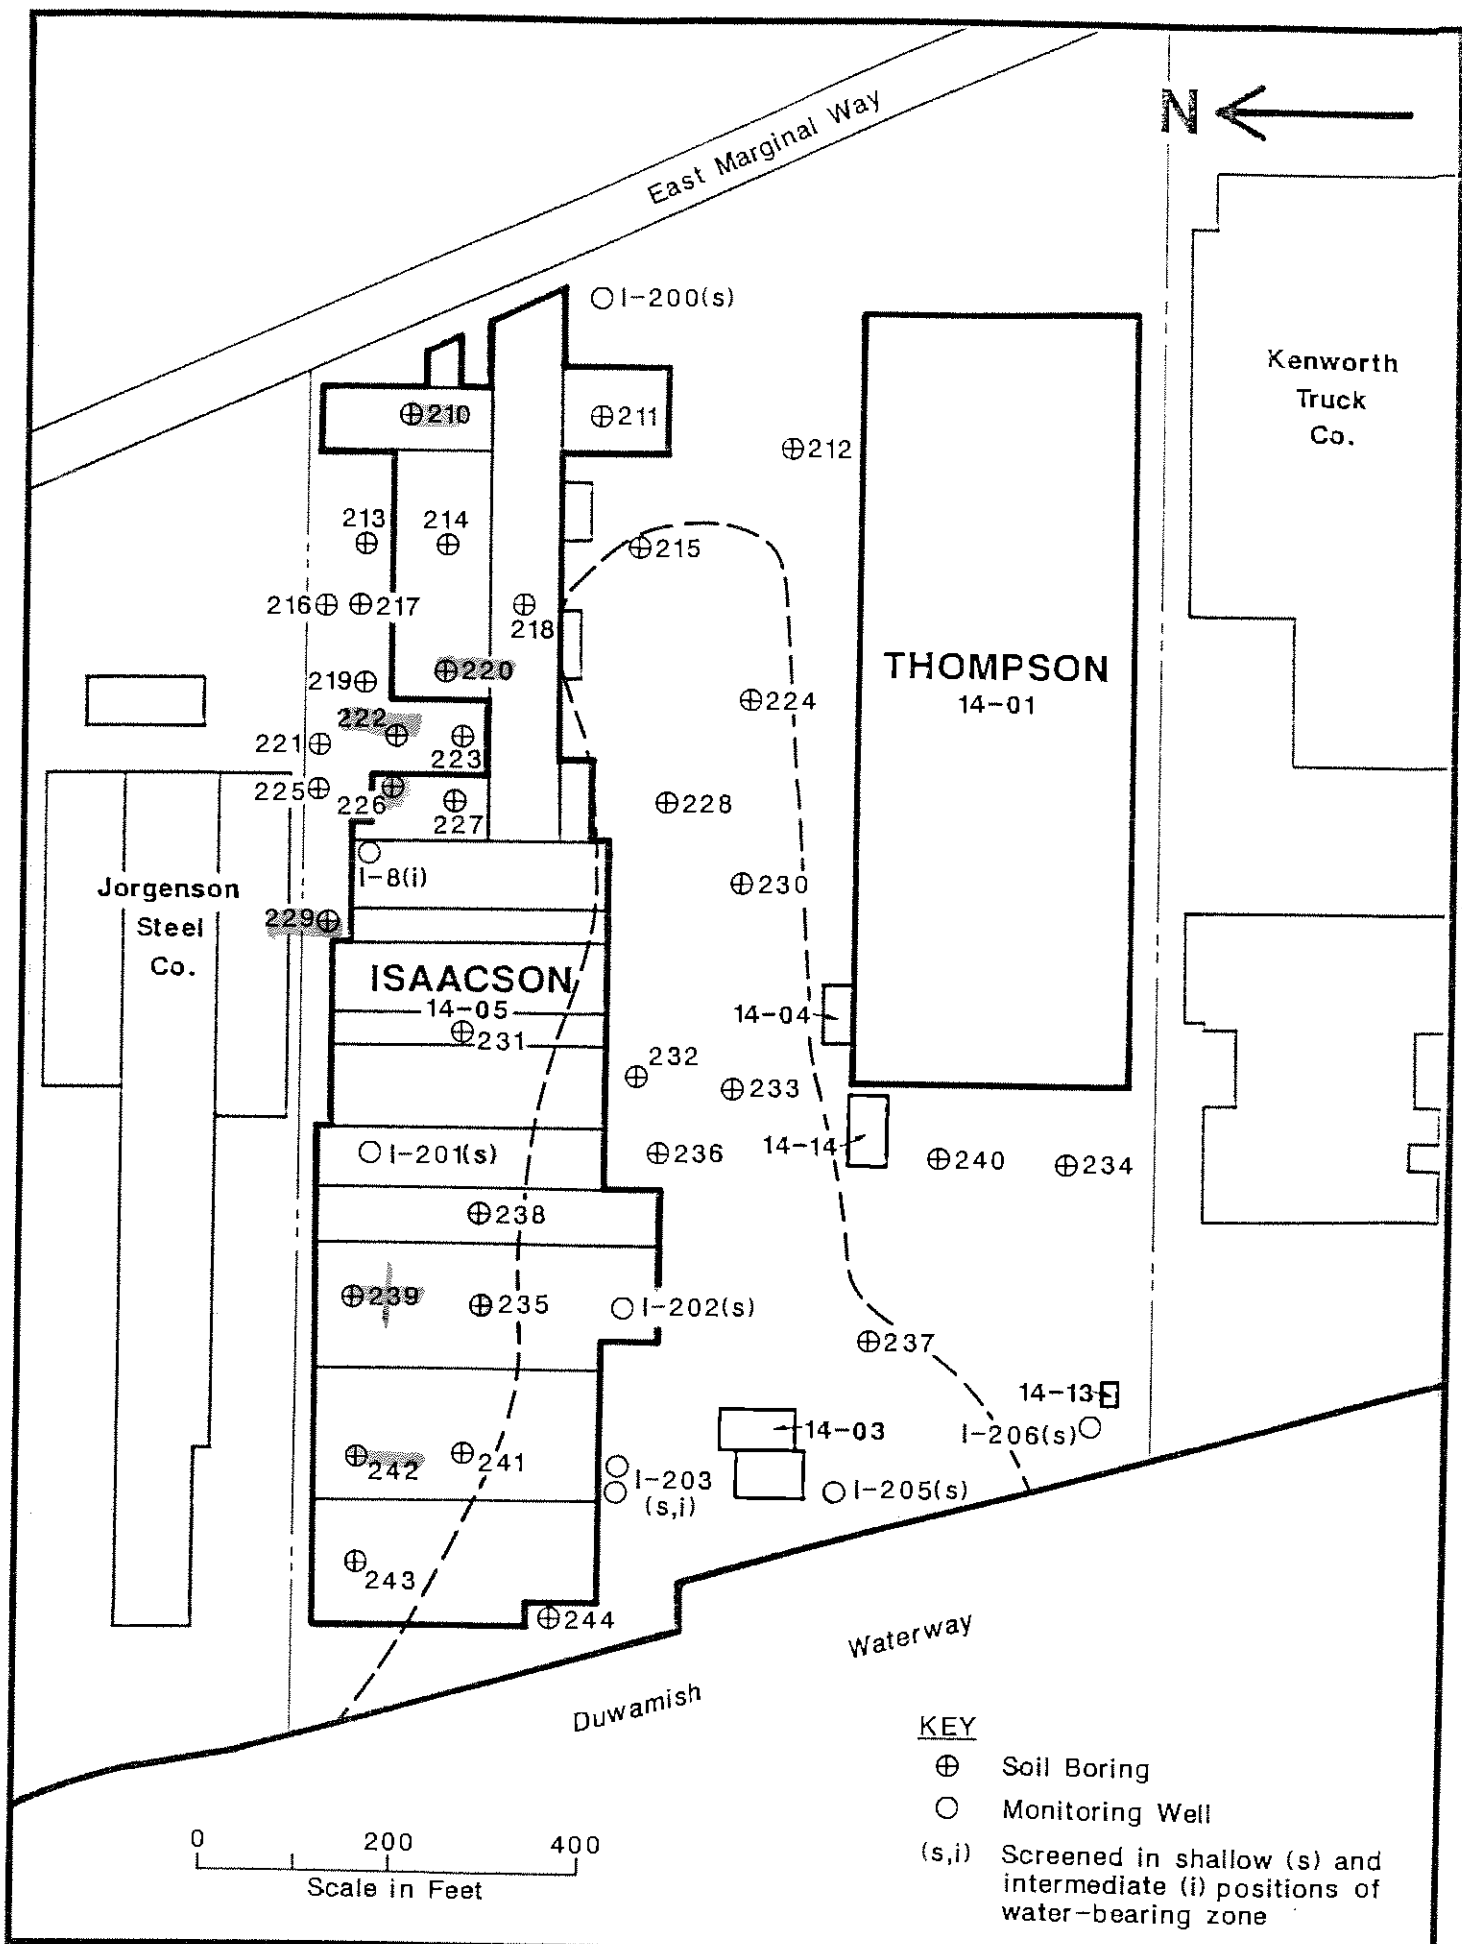 N
East Marginal Way
I-200(s)
Kenworth
Truck
Co.
210
211
212
213
214
215
216
217
218
THOMPSON
14-01
219
220
224
222
221
223
225
226
227
228
I-8(i)
230
Jorgenson
Steel
Co.
229
ISAACSON
14-05
14-04
231
232
233
14-14
I-201(s)
236
240
234
238
239
235
I-202(s)
237
14-13
14-03
I-206(s)
242
241
I-203
(s,i)
I-205(s)
243
244
Waterway
Duwamish
KEY
Soil Boring
Monitoring Well
(s,i) Screened in shallow (s) and
intermediate (i) positions of
water-bearing zone
0 200 400
Scale in Feet